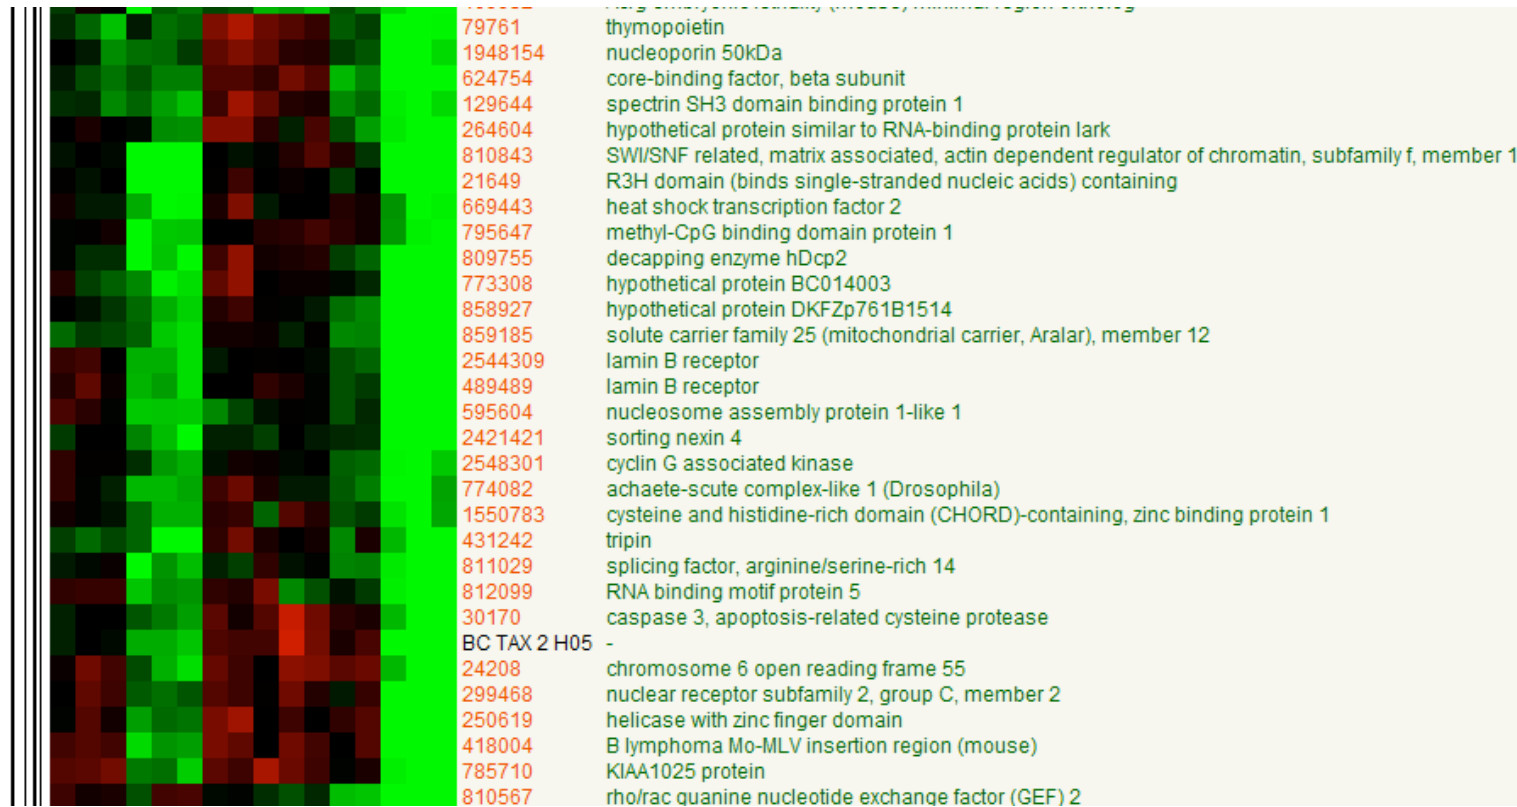 79761 thymopoietin
1948154 nucleoporin 50kDa
624754 core-binding factor, beta subunit
129644 spectrin SH3 domain binding protein 1
264604 hypothetical protein similar to RNA-binding protein lark
810843 SWI/SNF related, matrix associated, actin dependent regulator of chromatin, subfamily f, member 1
21649 R3H domain (binds single-stranded nucleic acids) containing
669443 heat shock transcription factor 2
795647 methyl-CpG binding domain protein 1
809755 decapping enzyme hDcp2
773308 hypothetical protein BC014003
858927 hypothetical protein DKFZp761B1514
859185 solute carrier family 25 (mitochondrial carrier, Aralar), member 12
2544309 lamin B receptor
489489 lamin B receptor
595604 nucleosome assembly protein 1-like 1
2421421 sorting nexin 4
2548301 cyclin G associated kinase
774082 achaete-scute complex-like 1 (Drosophila)
1550783 cysteine and histidine-rich domain (CHORD)-containing, zinc binding protein 1
431242 tripin
811029 splicing factor, arginine/serine-rich 14
812099 RNA binding motif protein 5
30170 caspase 3, apoptosis-related cysteine protease
BC TAX 2 H05 -
24208 chromosome 6 open reading frame 55
299468 nuclear receptor subfamily 2, group C, member 2
250619 helicase with zinc finger domain
418004 B lymphoma Mo-MLV insertion region (mouse)
785710 KIAA1025 protein
810567 rho/rac guanine nucleotide exchange factor (GEF) 2